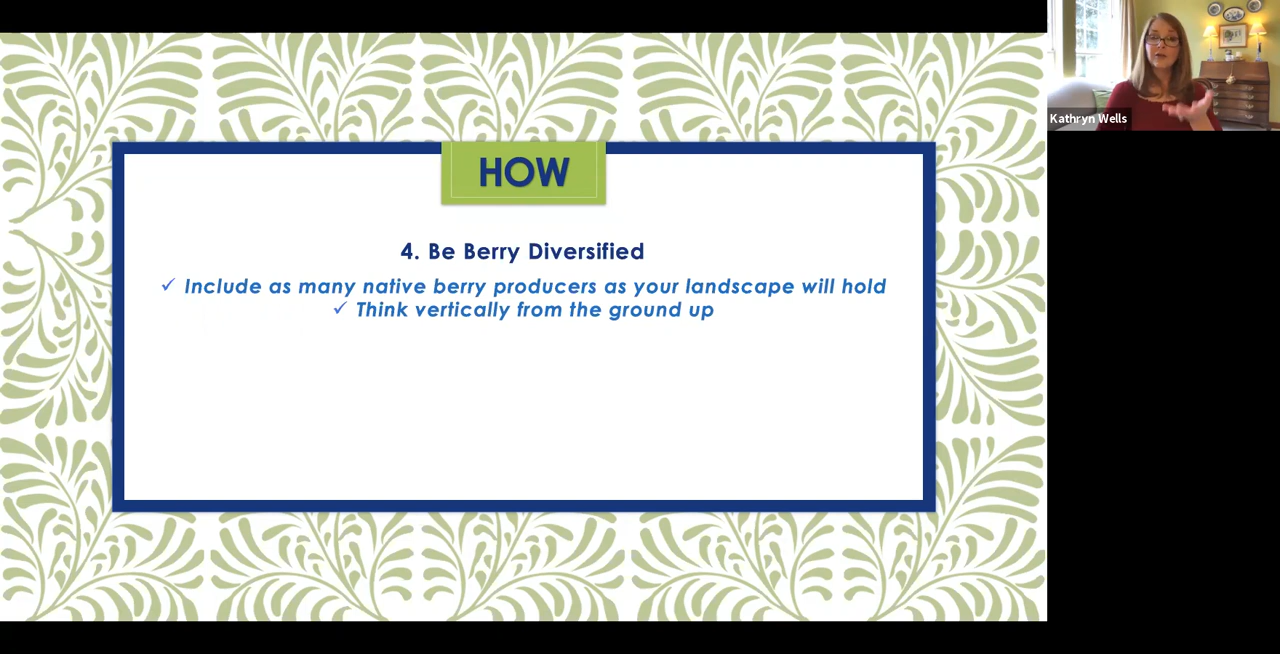 HOW
4. Be Berry Diversified
✓ Include as many native berry producers as your landscape will hold
✓ Think vertically from the ground up
Kathryn Wells